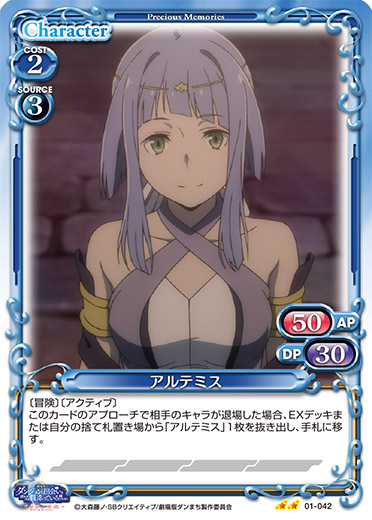 Precious Memories
Character
COST
2
SOURCE
3
50 AP
DP 30
アルテミス
〔冒険〕〔アクティブ〕
このカードのアプローチで相手のキャラが退場した場合、EXデッキま
たは自分の捨て札置き場から「アルテミス」1枚を抜き出し、手札に移
す。
©大森藤ノ・SBクリエイティブ/劇場版ダンまち製作委員会
01-042